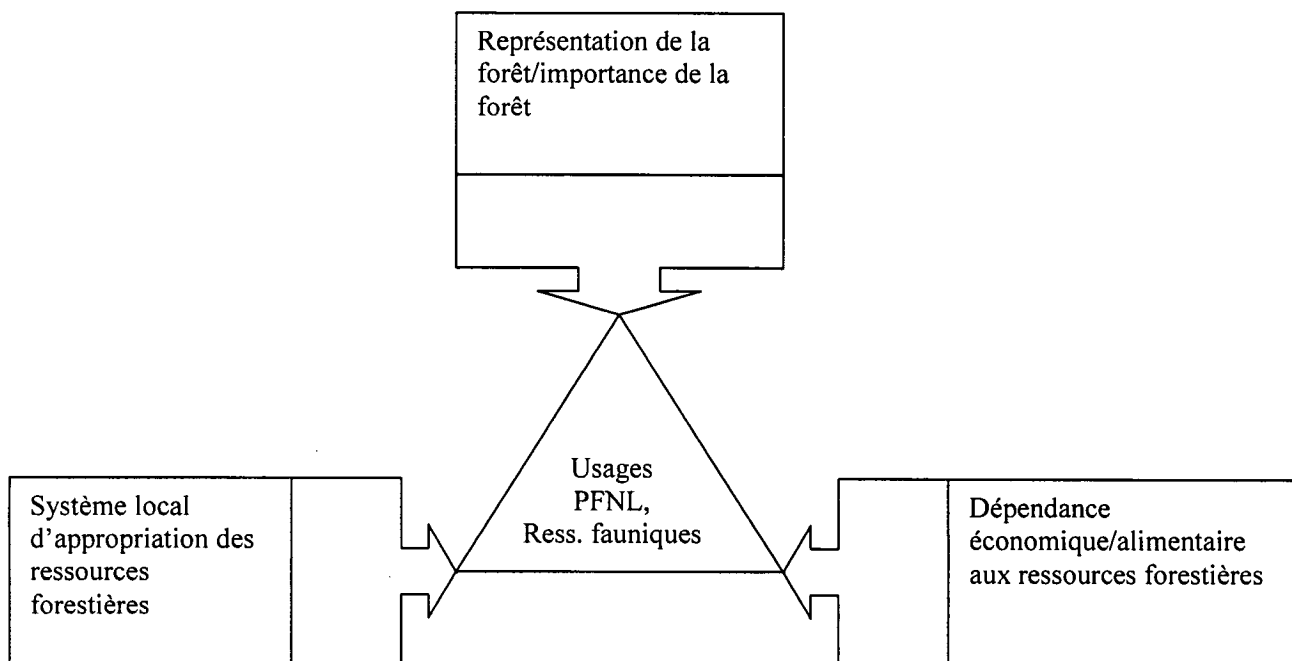 Représentation de la
forêt/importance de la
forêt
Usages
PFNL,
Ress. fauniques
Système local
d’appropriation des
ressources
forestières
Dépendance
économique/alimentaire
aux ressources forestières